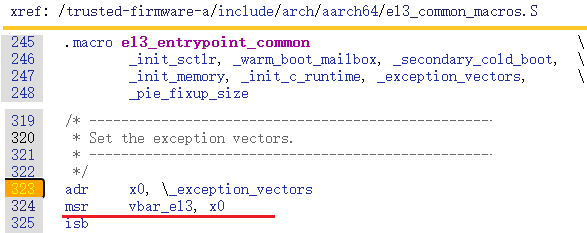 xref: /trusted-firmware-a/include/arch/aarch64/el3_common_macros.S
245 .macro el3_entrypoint_common \
246 _init_sctlr, _warm_boot_mailbox, _secondary_cold_boot, \
247 _init_memory, _init_c_runtime, _exception_vectors, \
248 _pie_fixup_size
319 /* ---------------------------------------------------------------------
320 * Set the exception vectors.
321 * ---------------------------------------------------------------------
322 */
323 adr x0, \_exception_vectors
324 msr vbar_el3, x0
325 isb